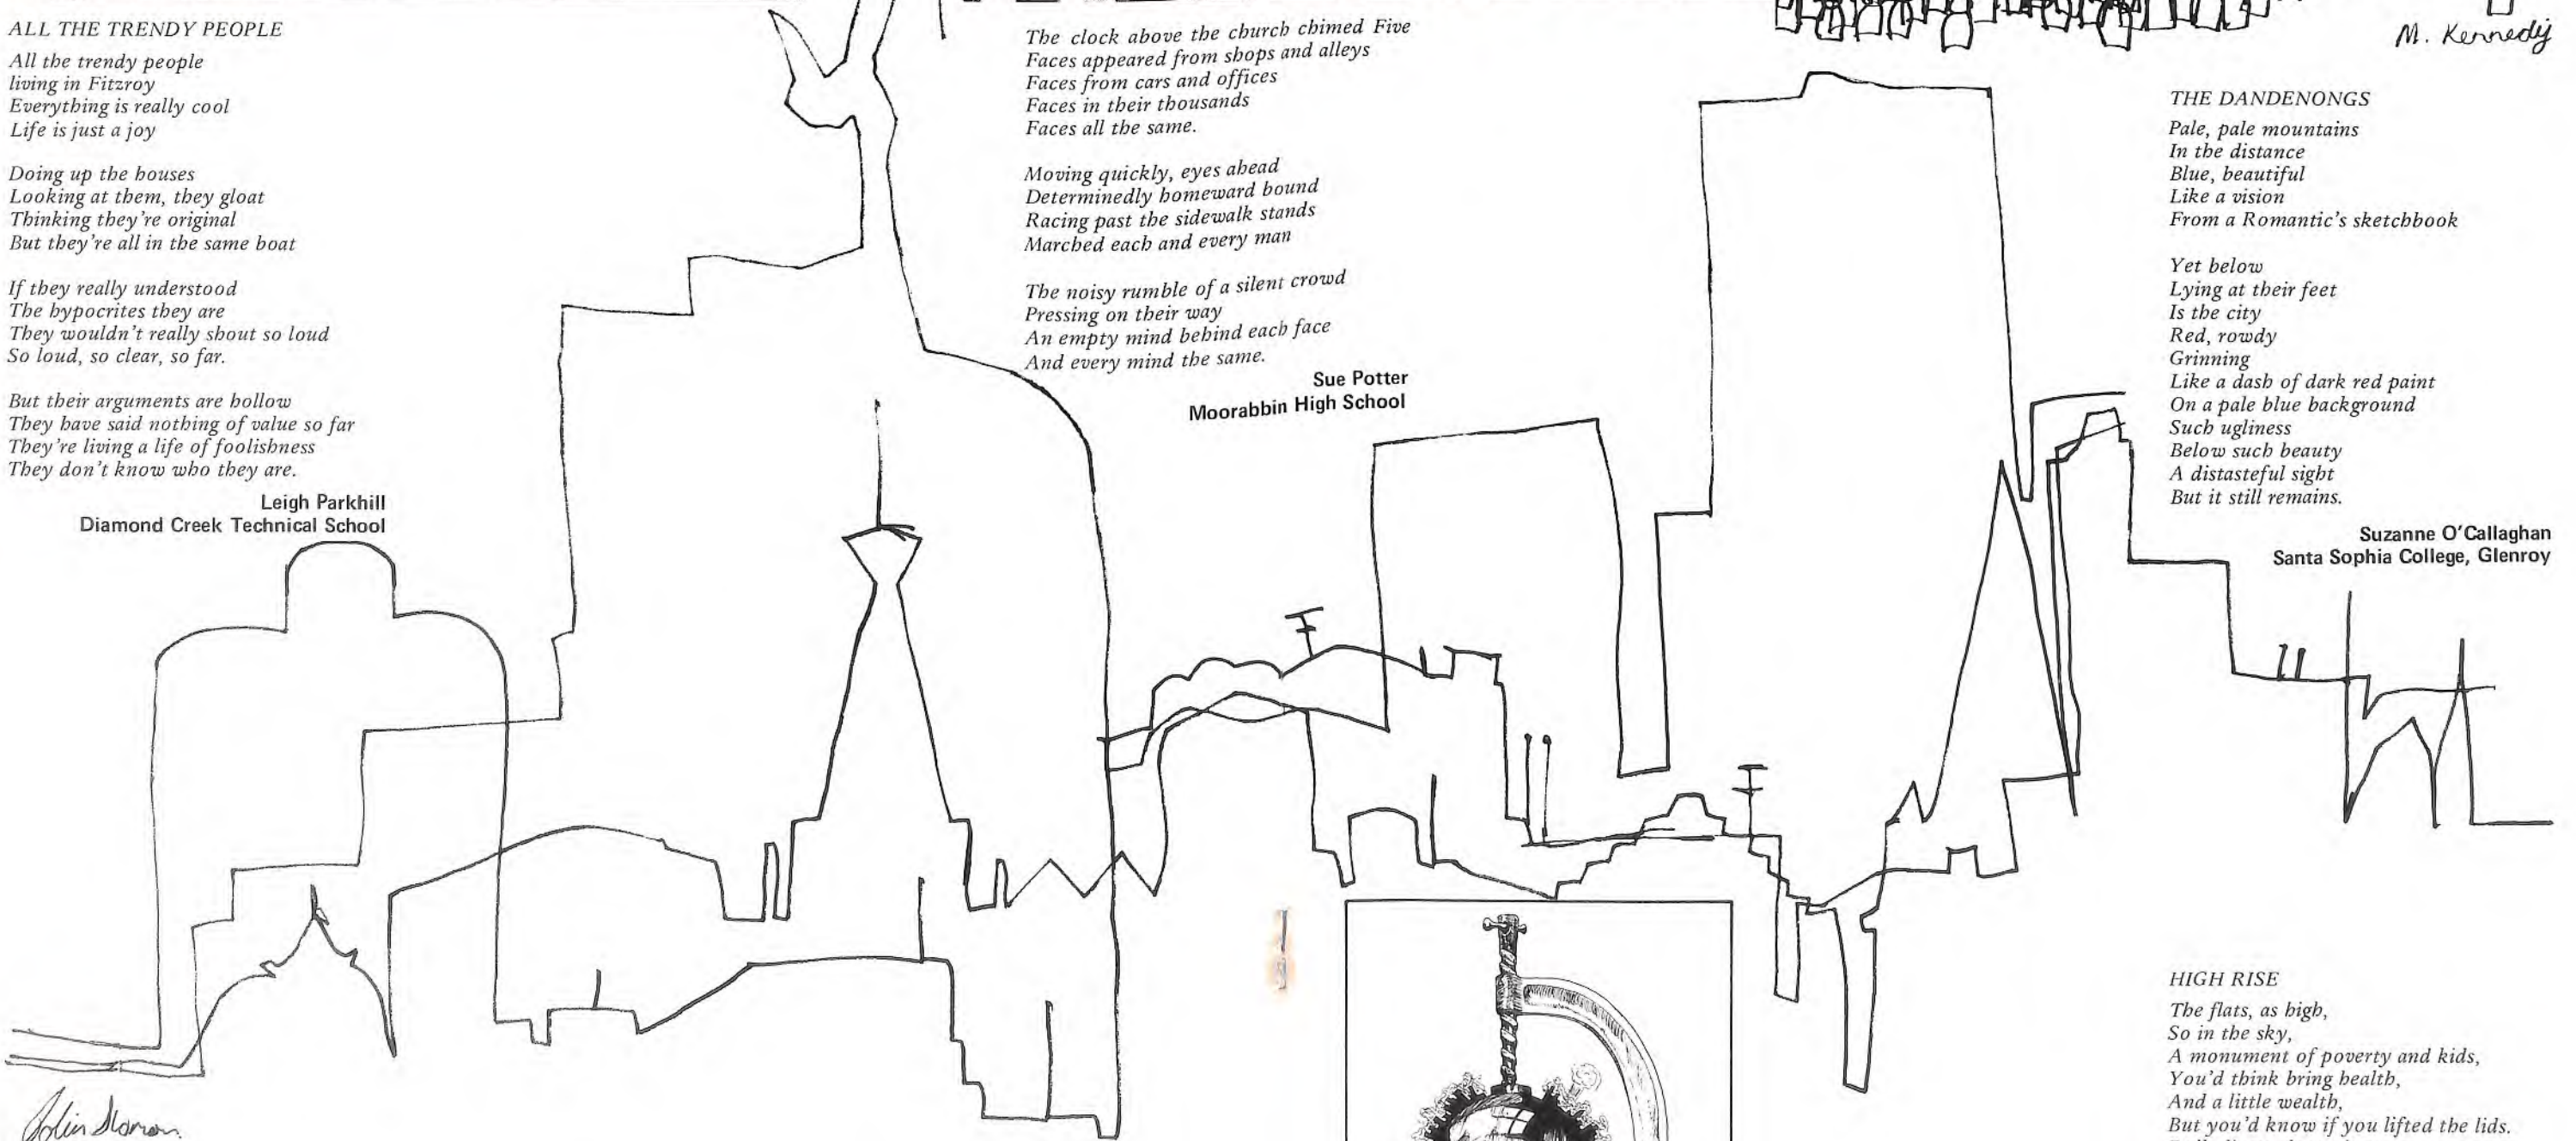 ALL THE TRENDY PEOPLE
All the trendy people
living in Fitzroy
Everything is really cool
Life is just a joy
Doing up the houses
Looking at them, they gloat
Thinking they're original
But they're all in the same boat
If they really understood
The hypocrites they are
They wouldn't really shout so loud
So loud, so clear, so far.
But their arguments are hollow
They have said nothing of value so far
They're living a life of foolishness
They don't know who they are.
Leigh Parkhill
Diamond Creek Technical School
The clock above the church chimed Five
Faces appeared from shops and alleys
Faces from cars and offices
Faces in their thousands
Faces all the same.
Moving quickly, eyes ahead
Determinedly homeward bound
Racing past the sidewalk stands
Marched each and every man
The noisy rumble of a silent crowd
Pressing on their way
An empty mind behind each face
And every mind the same.
Sue Potter
Moorabbin High School
M. Kennedy
THE DANDENONGS
Pale, pale mountains
In the distance
Blue, beautiful
Like a vision
From a Romantic's sketchbook
Yet below
Lying at their feet
Is the city
Red, rowdy
Grinning
Like a dash of dark red paint
On a pale blue background
Such ugliness
Below such beauty
A distasteful sight
But it still remains.
Suzanne O'Callaghan
Santa Sophia College, Glenroy
HIGH RISE
The flats, as high,
So in the sky,
A monument of poverty and kids,
You'd think bring health,
And a little wealth,
But you'd know if you lifted the lids.